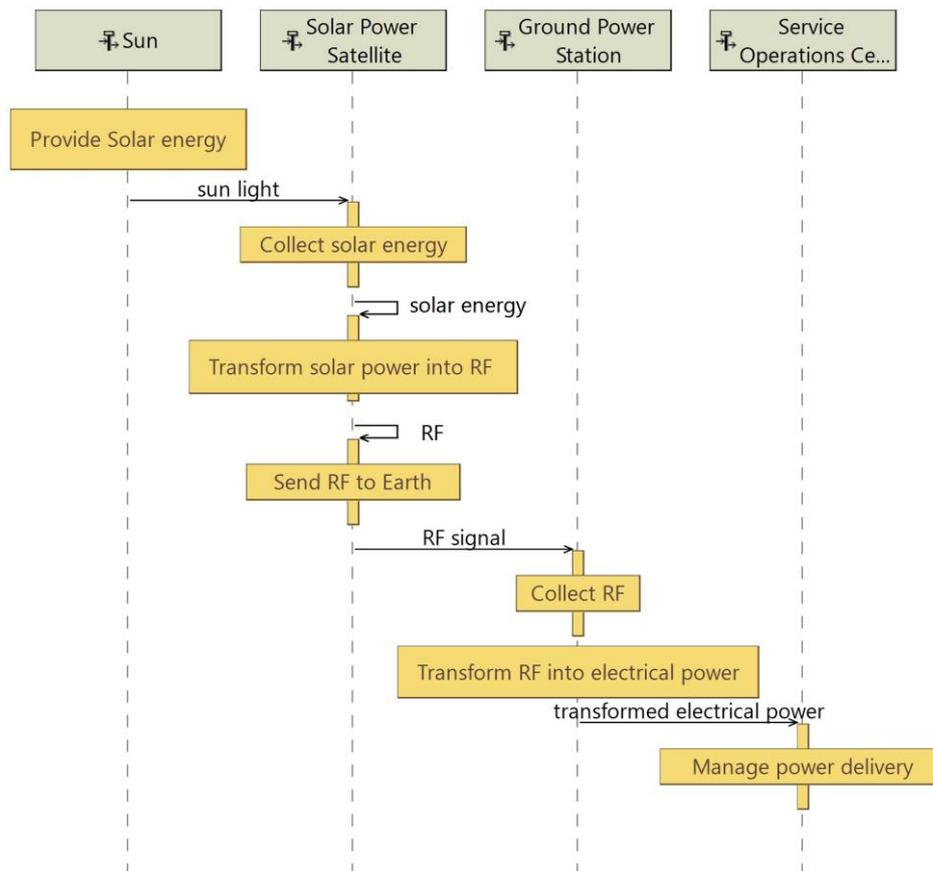 Sun
Solar Power
Satellite
Ground Power
Station
Service
Operations Ce...
Provide Solar energy
sun light
Collect solar energy
solar energy
Transform solar power into RF
RF
Send RF to Earth
RF signal
Collect RF
Transform RF into electrical power
transformed electrical power
Manage power delivery